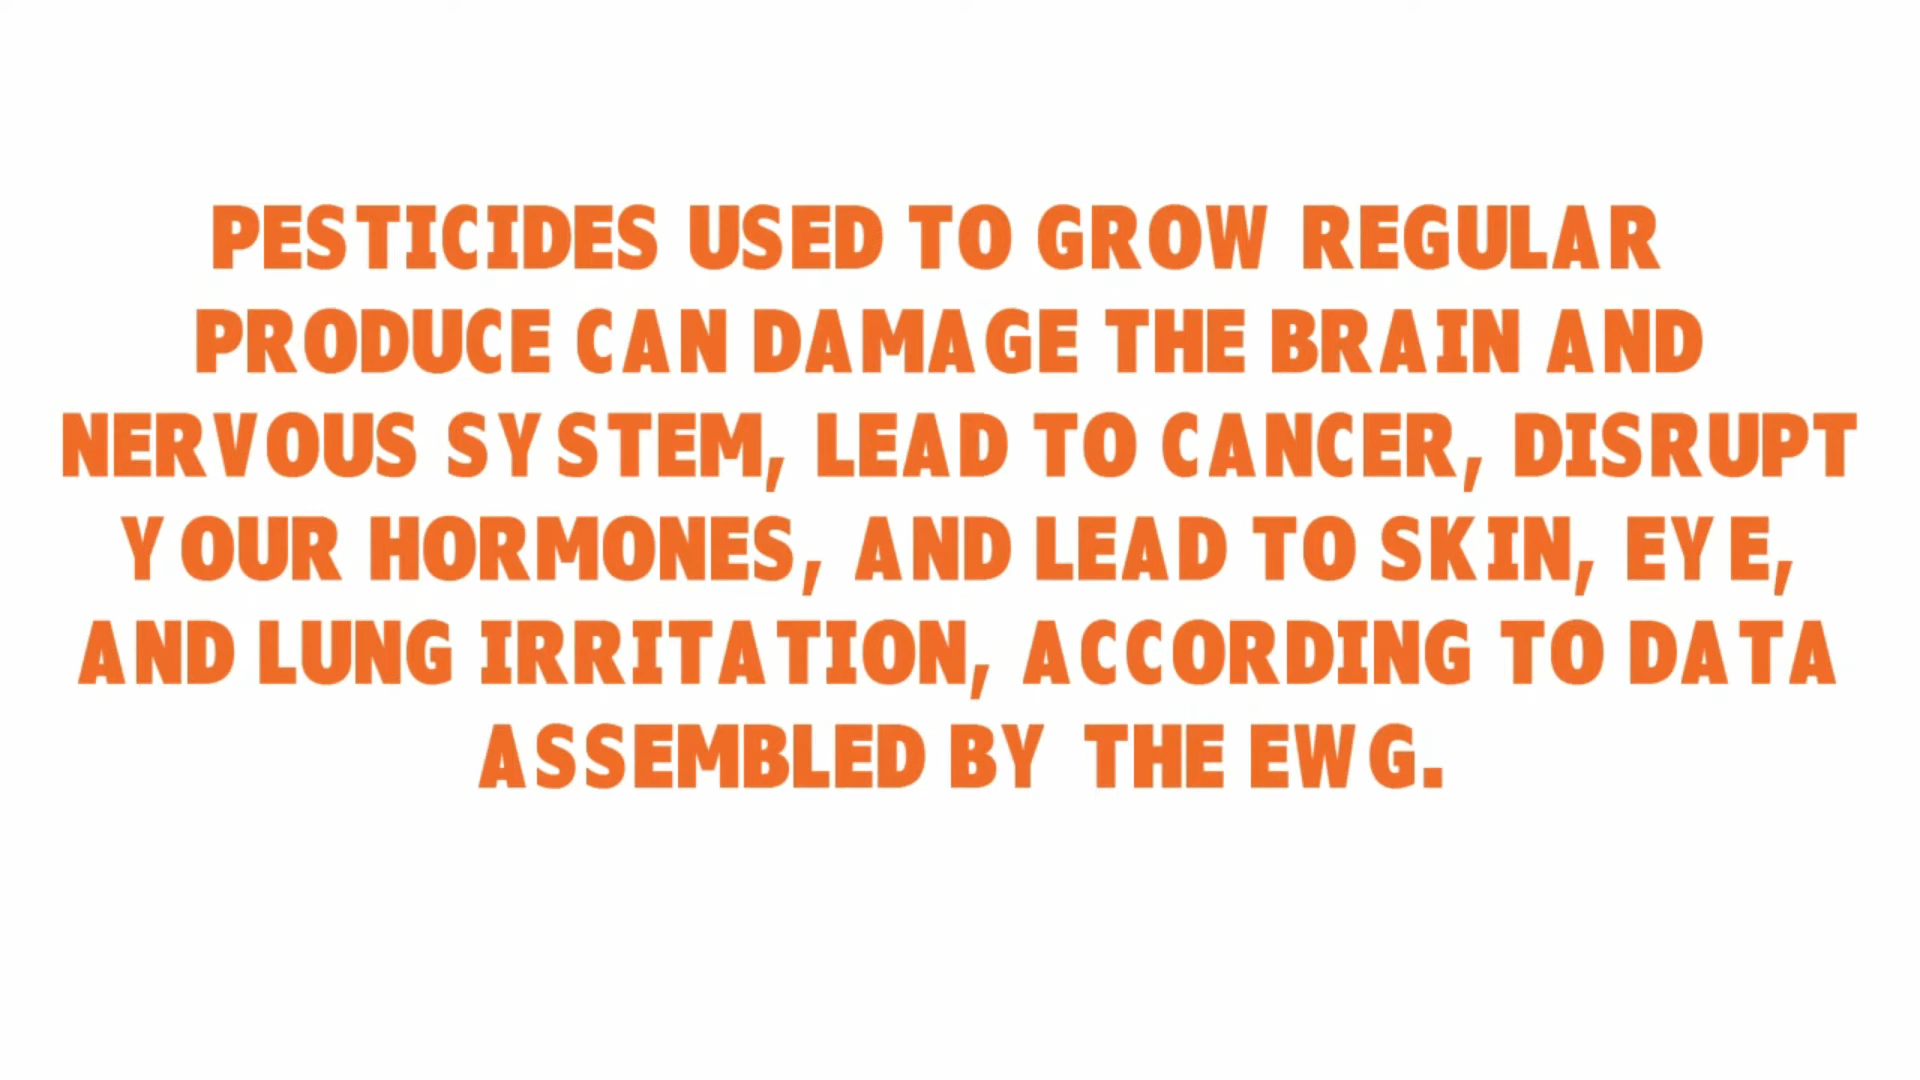 PESTICIDES USED TO GROW REGULAR
PRODUCE CAN DAMAGE THE BRAIN AND
NERVOUS SYSTEM, LEAD TO CANCER, DISRUPT
YOUR HORMONES, AND LEAD TO SKIN, EYE,
AND LUNG IRRITATION, ACCORDING TO DATA
ASSEMBLED BY THE EWG.